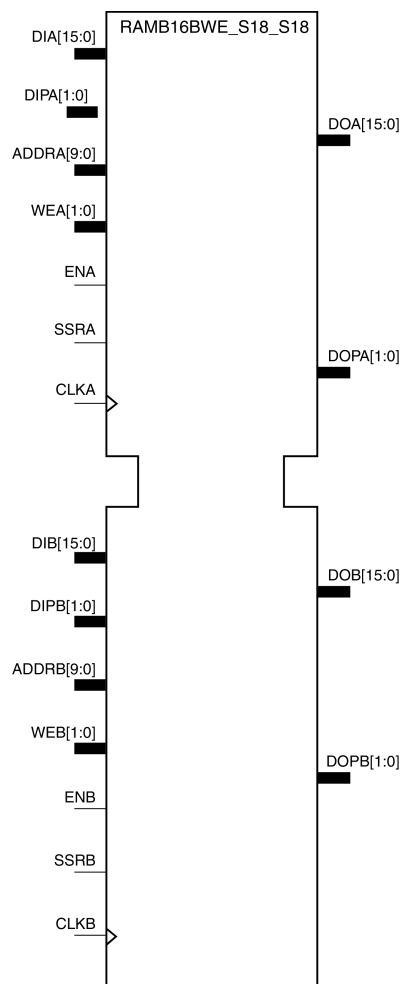 RAMB16BWE_S18_S18
DIA[15:0]
DIPA[1:0]
ADDRA[9:0]
WEA[1:0]
ENA
SSRA
CLKA
DOA[15:0]
DOPA[1:0]
DIB[15:0]
DIPB[1:0]
ADDRB[9:0]
WEB[1:0]
ENB
SSRB
CLKB
DOB[15:0]
DOPB[1:0]